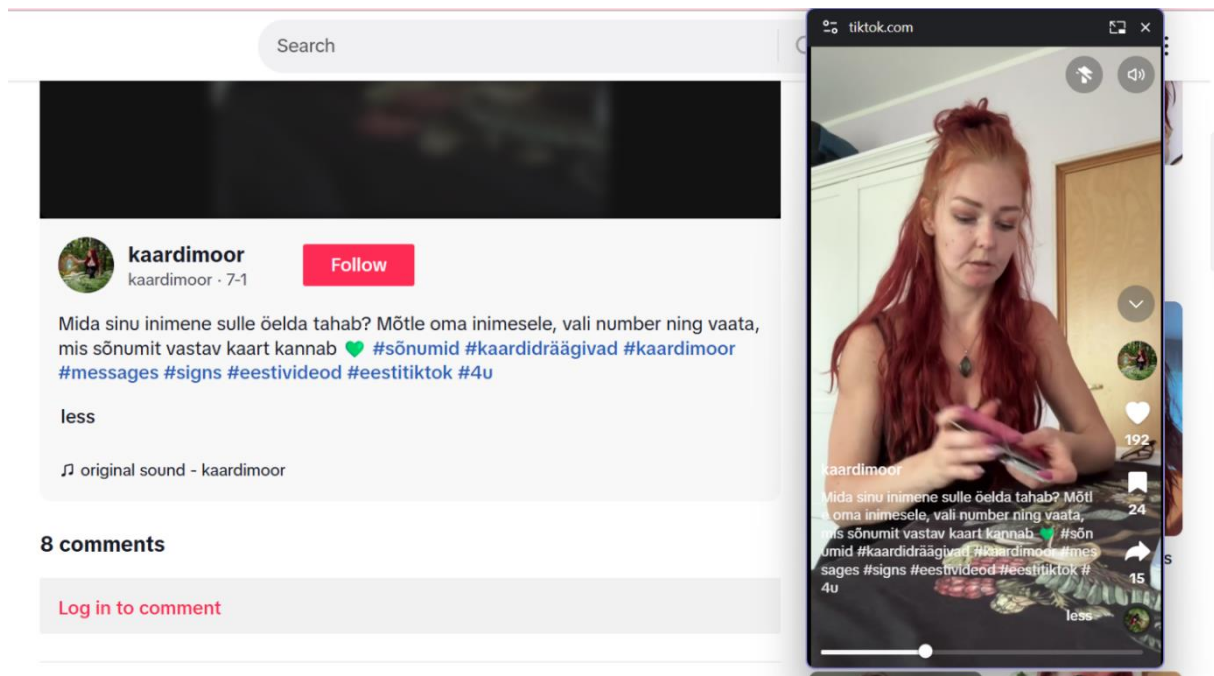 Search
kaardimoor
kaardimoor · 7-1
Follow
Mida sinu inimene sulle öelda tahab? Mõtle oma inimesele, vali number ning vaata,
mis sõnumit vastav kaart kannab 💚 #sõnumid #kaardidräägivad #kaardimoor
#messages #signs #eestivideod #eestitiktok #4u
less
♫ original sound - kaardimoor
8 comments
Log in to comment
tiktok.com
192
24
15
kaardimoor
Mida sinu inimene sulle öelda tahab? Mõtl
e oma inimesele, vali number ning vaata,
mis sõnumit vastav kaart kannab 💚 #sõn
umid #kaardidräägivad #kaardimoor #mes
sages #signs #eestivideod #eestitiktok #
4u
less
s